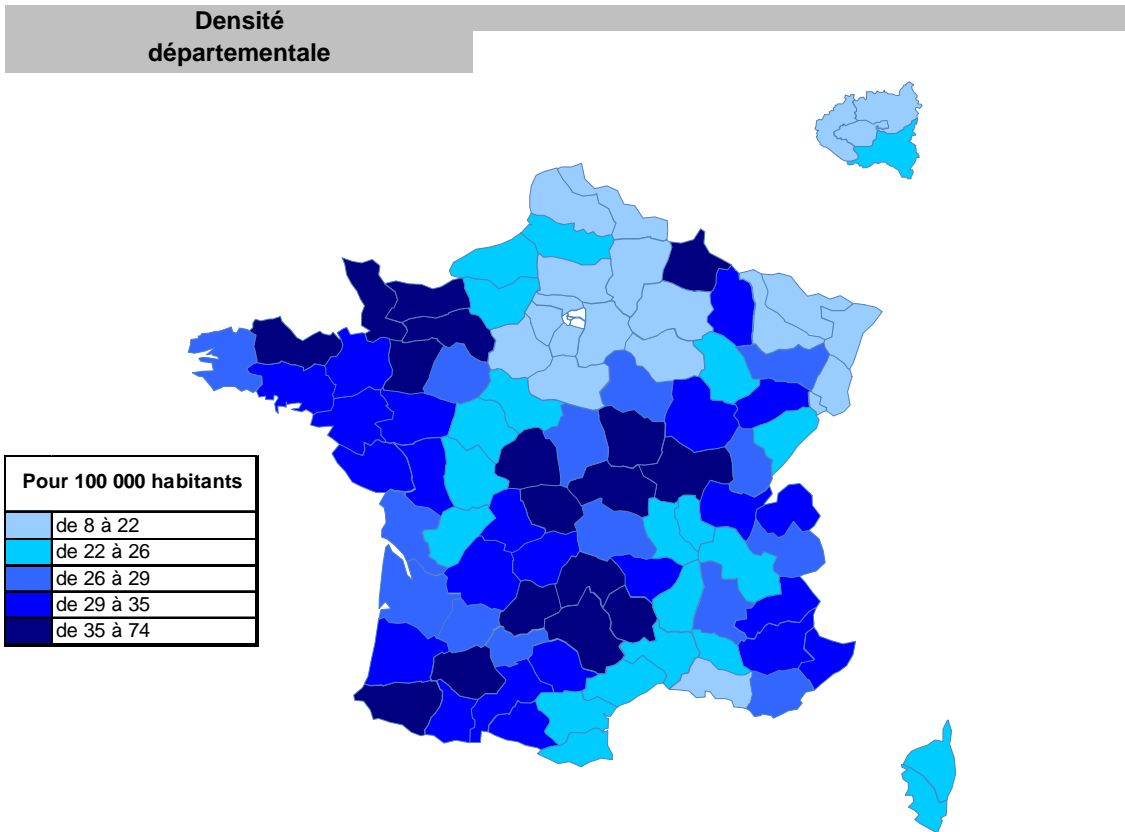 Densité
départementale
Pour 100 000 habitants
de 8 à 22
de 22 à 26
de 26 à 29
de 29 à 35
de 35 à 74